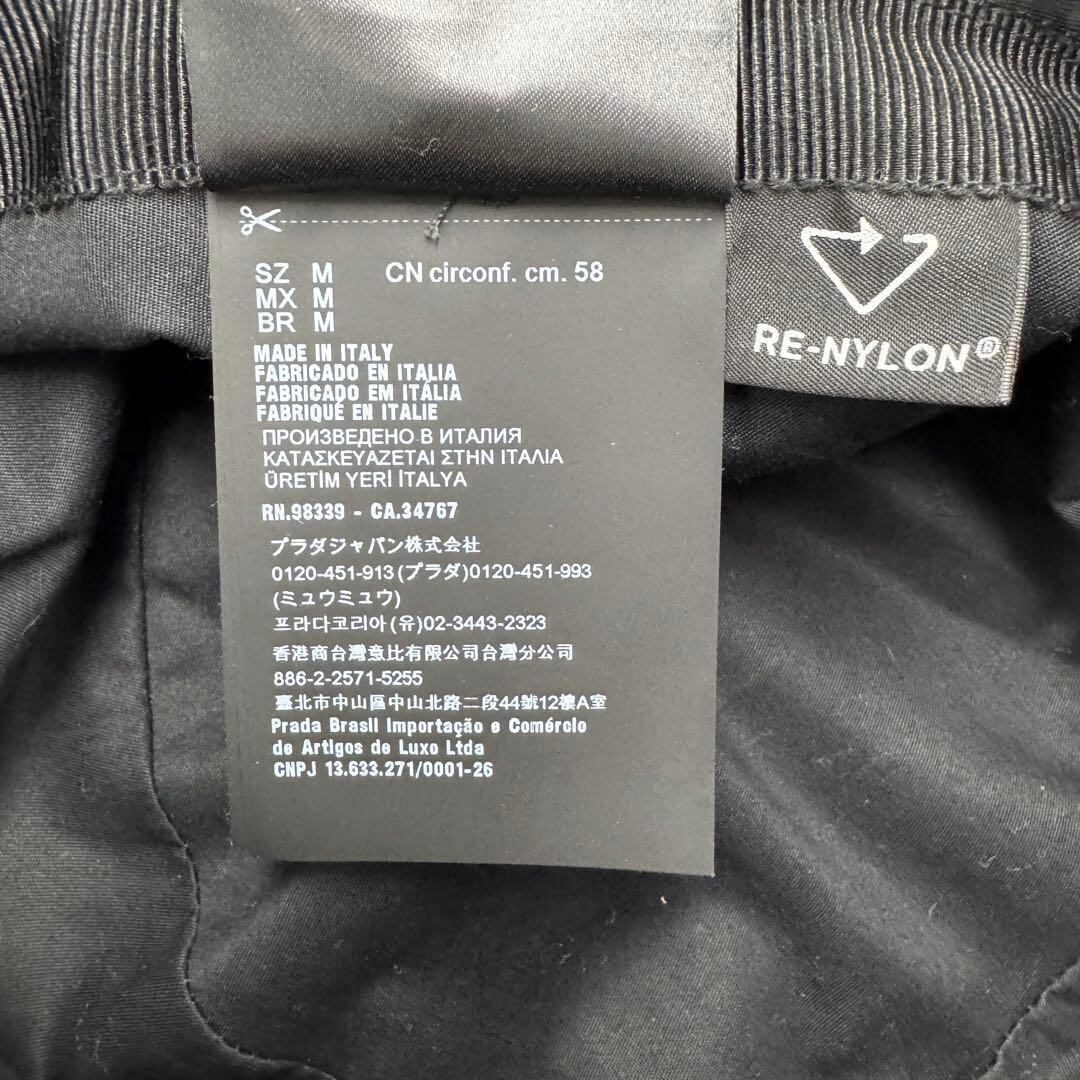 SZ M CN circonf. cm. 58
MX M
BR M
MADE IN ITALY
FABRICADO EN ITALIA
FABRICADO EM ITÁLIA
FABRIQUÉ EN ITALIE
ПРОИЗВЕДЕНО В ИТАЛИЯ
ΚΑΤΑΣΚΕΥΑΖΕΤΑΙ ΣΤΗΝ ΙΤΑΛΙΑ
ÜRETİM YERİ İTALYA
RN.98339 - CA.34767
プラダジャパン株式会社
0120-451-913(プラダ)0120-451-993
(ミュウミュウ)
프라다코리아(유)02-3443-2323
香港商台灣意比有限公司台灣分公司
886-2-2571-5255
臺北市中山區中山北路二段44號12樓A室
Prada Brasil Importação e Comércio
de Artigos de Luxo Ltda
CNPJ 13.633.271/0001-26
RE-NYLON®